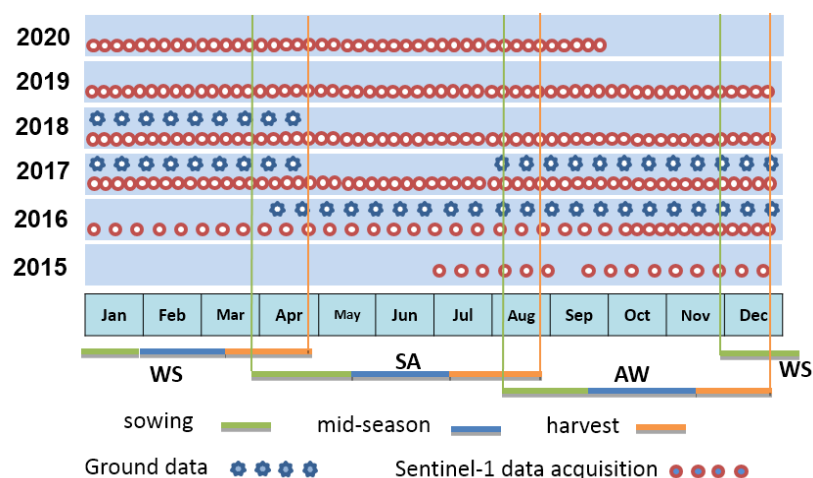 2020
2019
2018
2017
2016
2015
Jan Feb Mar Apr May Jun Jul Aug Sep Oct Nov Dec
WS SA AW WS
sowing mid-season harvest
Ground data Sentinel-1 data acquisition